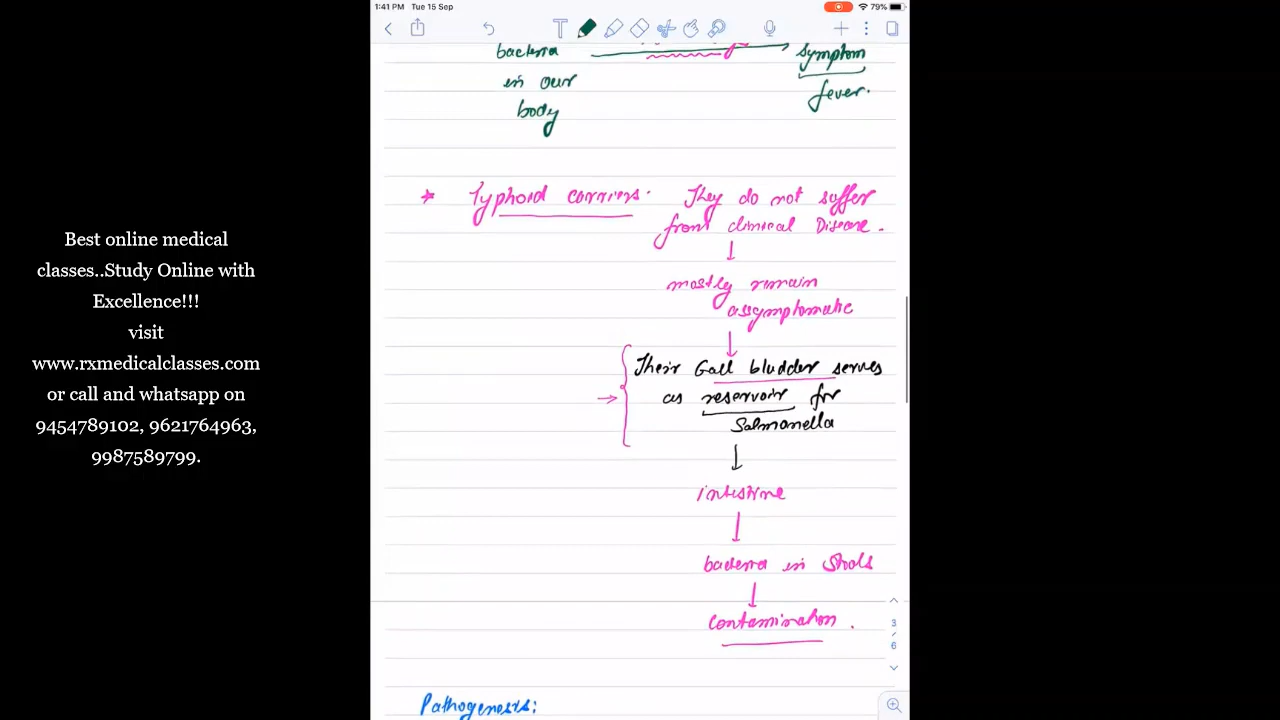 1:41 PM Tue 15 Sep
79%
bacteria
in our
body
symptom
fever.
Typhoid carriers. They do not suffer
from clinical Disease.
mostly remain
assymptomatic
Their Gall bladder serves
as reservoir for
Salmonella
intestine
bacteria in stools
contamination.
Pathogenesis:
3
/
6
Best online medical
classes..Study Online with
Excellence!!!
visit
www.rxmedicalclasses.com
or call and whatsapp on
9454789102, 9621764963,
9987589799.